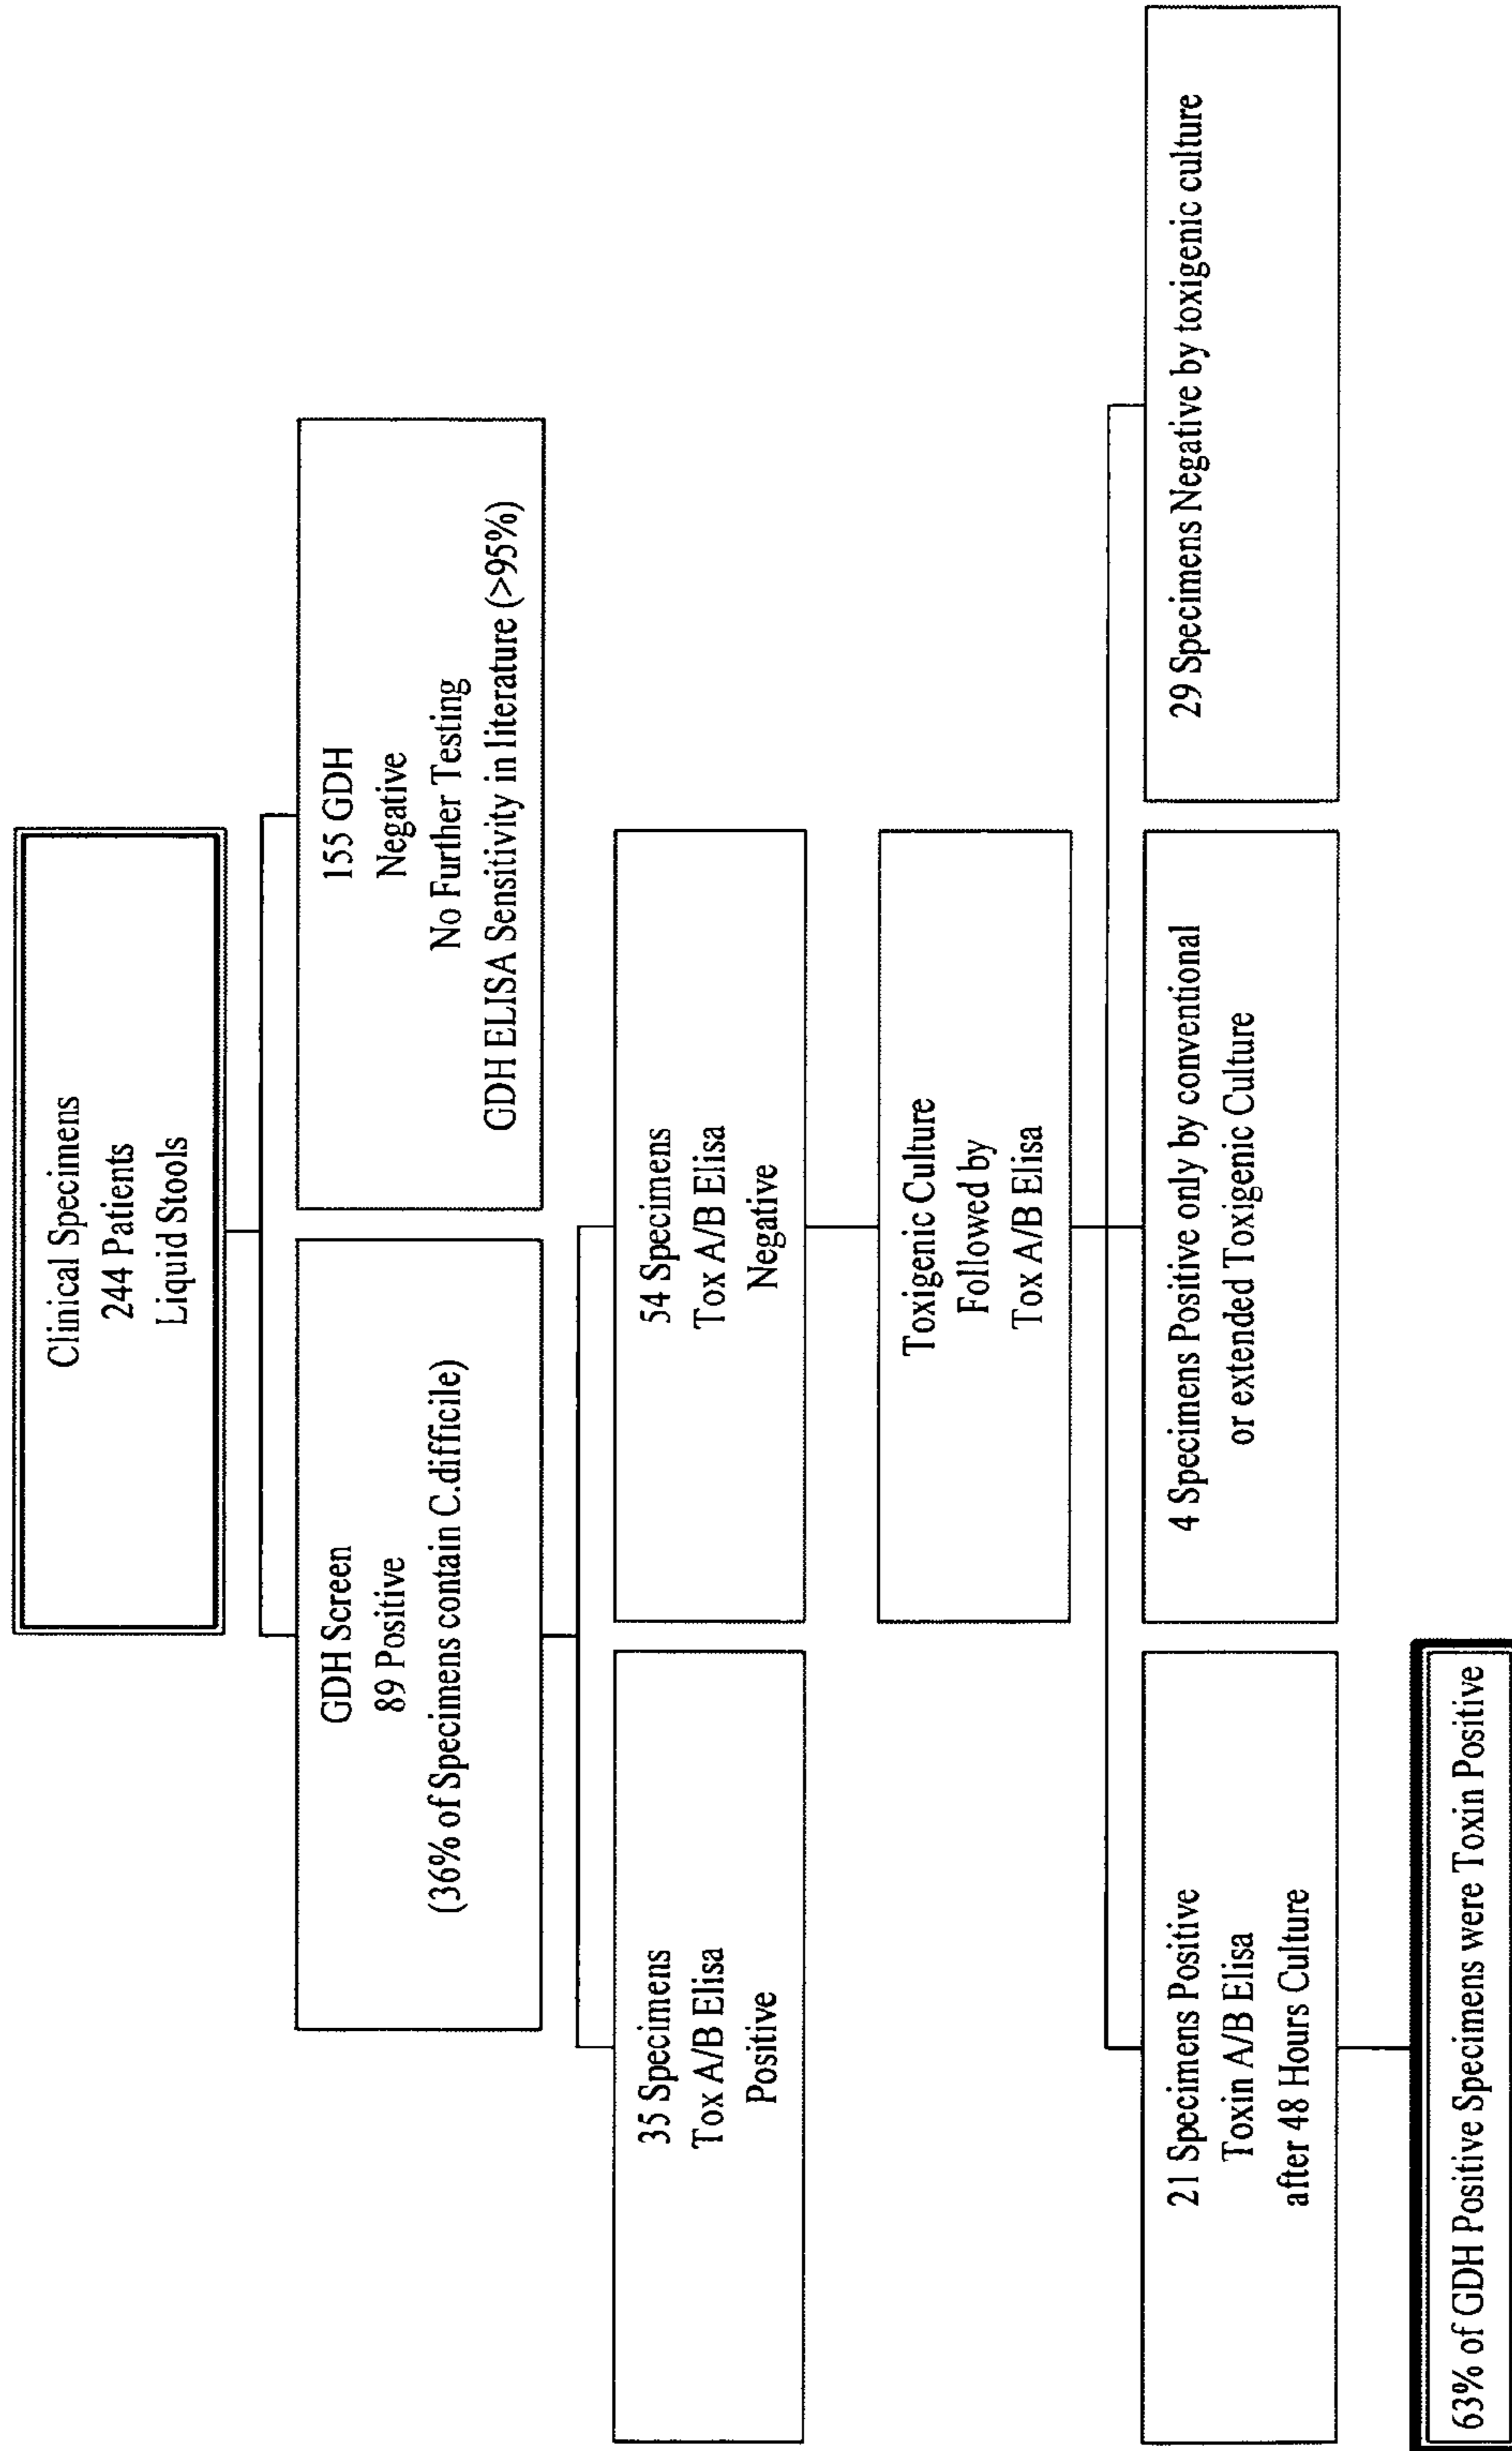 Clinical Specimens
244 Patients
Liquid Stools
GDH Screen
89 Positive
(36% of Specimens contain C.difficile)
155 GDH
Negative
No Further Testing
GDH ELISA Sensitivity in literature (>95%)
35 Specimens
Tox A/B Elisa
Positive
54 Specimens
Tox A/B Elisa
Negative
Toxigenic Culture
Followed by
Tox A/B Elisa
21 Specimens Positive
Toxin A/B Elisa
after 48 Hours Culture
4 Specimens Positive only by conventional
or extended Toxigenic Culture
29 Specimens Negative by toxigenic culture
63% of GDH Positive Specimens were Toxin Positive